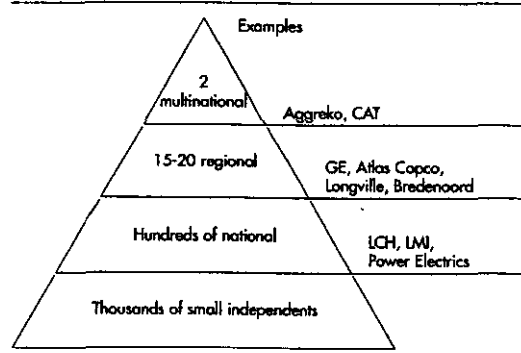 Examples
2
multinational
Aggreko, CAT
15-20 regional
GE, Atlas Copco,
Longville, Bredenoord
Hundreds of national
LCH, LMJ,
Power Electrics
Thousands of small independents